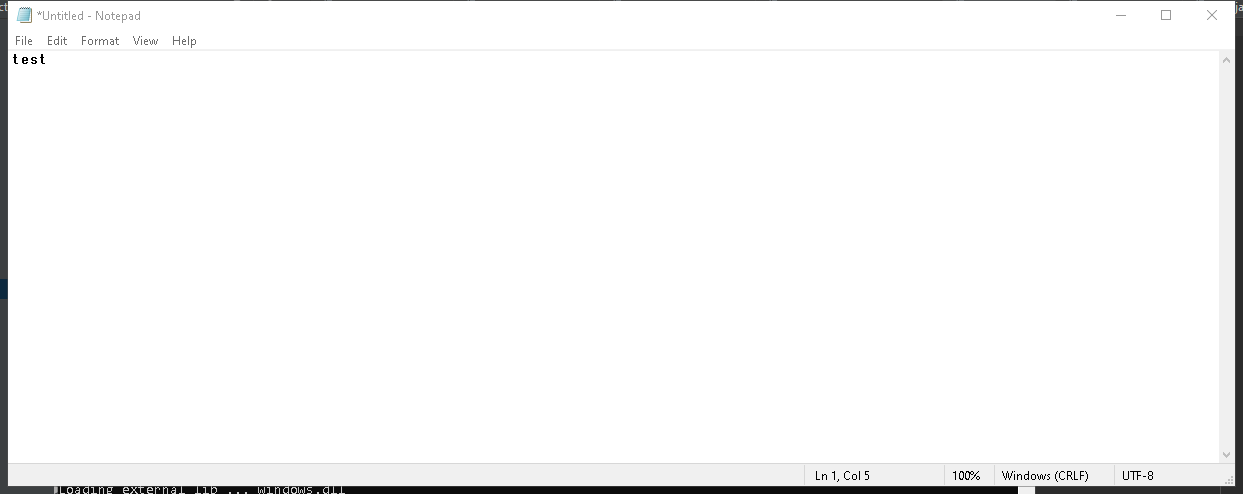 *Untitled - Notepad
File Edit Format View Help
test
Ln 1, Col 5 100% Windows (CRLF) UTF-8
Loading external lib ... windows.dll